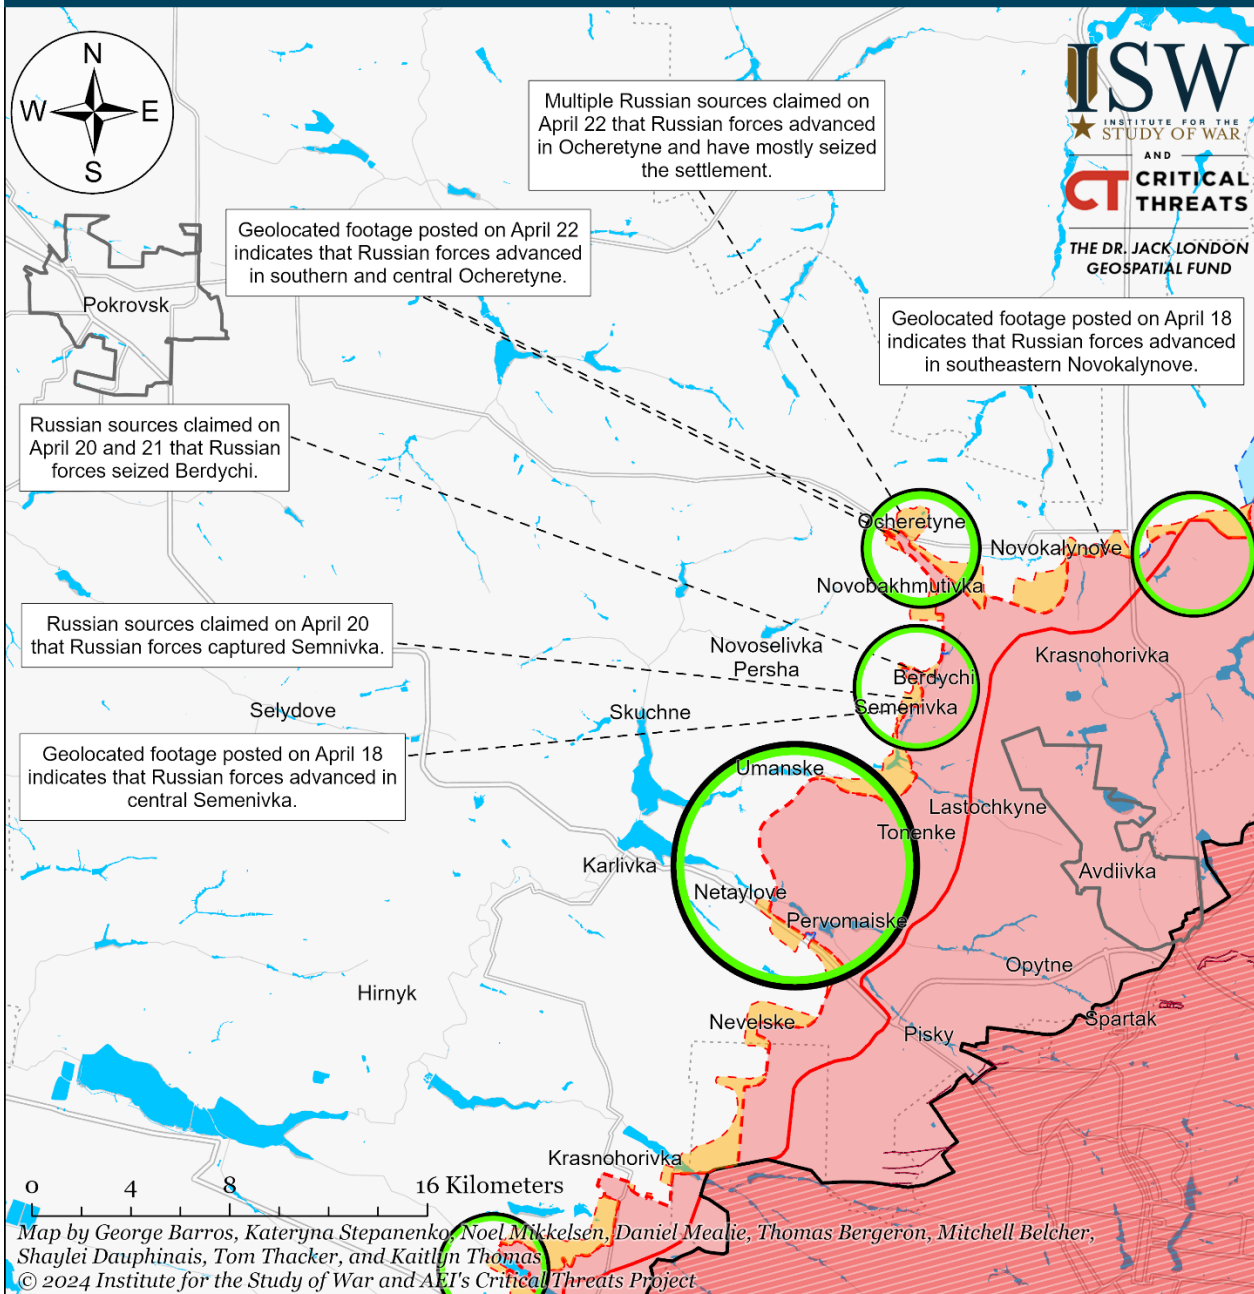 N
W
E
S
ISW
INSTITUTE FOR THE
STUDY OF WAR
AND
CT CRITICAL
THREATS
THE DR. JACK LONDON
GEOSPATIAL FUND
Multiple Russian sources claimed on
April 22 that Russian forces advanced
in Ocheretyne and have mostly seized
the settlement.
Geolocated footage posted on April 22
indicates that Russian forces advanced
in southern and central Ocheretyne.
Geolocated footage posted on April 18
indicates that Russian forces advanced
in southeastern Novokalynove.
Pokrovsk
Russian sources claimed on
April 20 and 21 that Russian
forces seized Berdychi.
Ocheretyne
Novokalynove
Novobakhmutivka
Russian sources claimed on April 20
that Russian forces captured Semnivka.
Novoselivka
Persha
Krasnohorivka
Berdychi
Semenivka
Selydove
Skuchne
Geolocated footage posted on April 18
indicates that Russian forces advanced in
central Semenivka.
Umanske
Lastochkyne
Tonenke
Karlivka
Avdiivka
Netaylove
Pervomaiske
Opytne
Hirnyk
Nevelske
Spartak
Pisky
Krasnohorivka
0 4 8 16 Kilometers
Map by George Barros, Kateryna Stepanenko, Noel Mikkelsen, Daniel Mealie, Thomas Bergeron, Mitchell Belcher,
Shaylei Dauphinais, Tom Thacker, and Kaitlyn Thomas
© 2024 Institute for the Study of War and AEI's Critical Threats Project